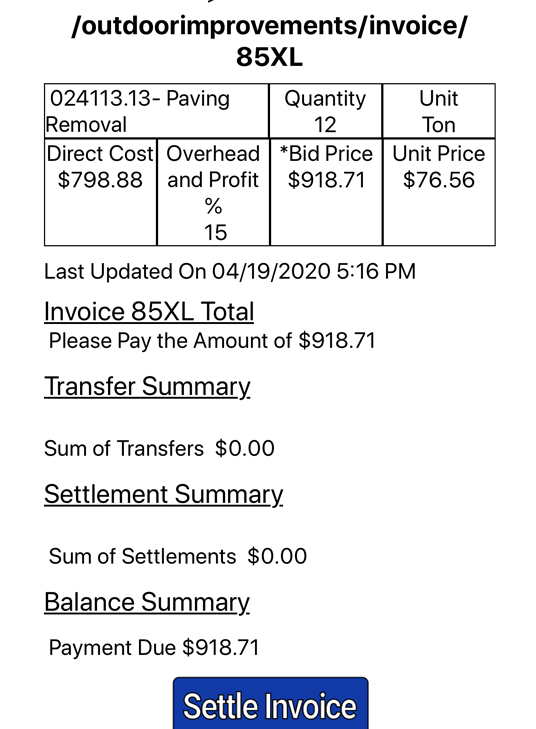 /outdoorimprovements/invoice/
85XL
024113.13- Paving
Removal
Quantity
12
Unit
Ton
Direct Cost
$798.88
Overhead
and Profit
%
15
*Bid Price
$918.71
Unit Price
$76.56
Last Updated On 04/19/2020 5:16 PM
Invoice 85XL Total
Please Pay the Amount of $918.71
Transfer Summary
Sum of Transfers $0.00
Settlement Summary
Sum of Settlements $0.00
Balance Summary
Payment Due $918.71
Settle Invoice